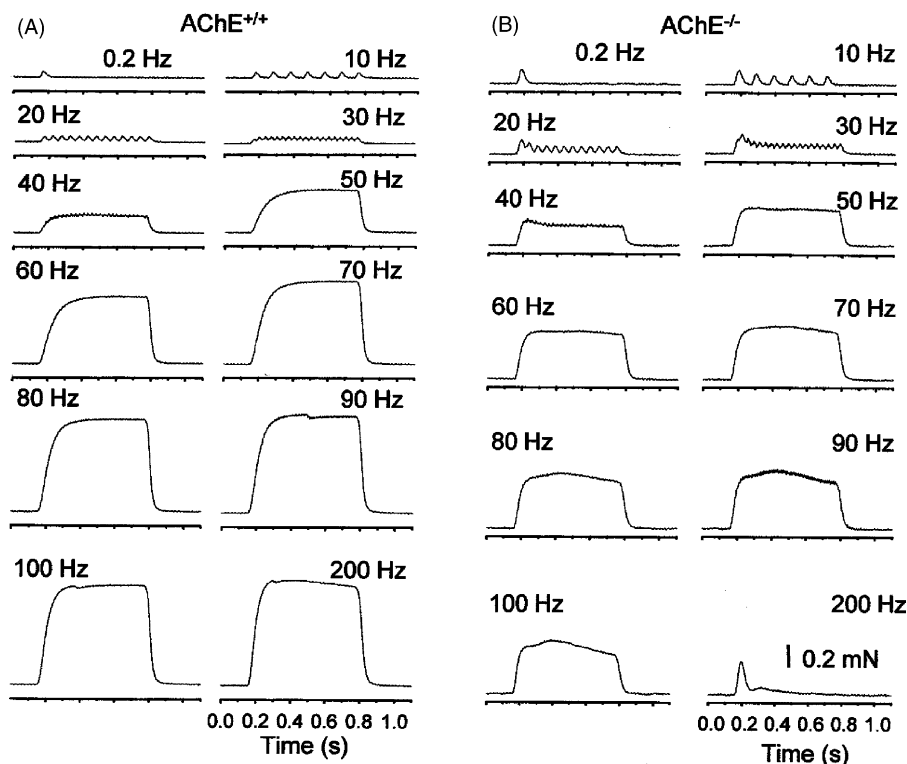 (A)
AChE+/+
0.2 Hz
10 Hz
20 Hz
30 Hz
40 Hz
50 Hz
60 Hz
70 Hz
80 Hz
90 Hz
100 Hz
200 Hz
0.0 0.2 0.4 0.6 0.8 1.0
Time (s)
(B)
AChE-/-
0.2 Hz
10 Hz
20 Hz
30 Hz
40 Hz
50 Hz
60 Hz
70 Hz
80 Hz
90 Hz
100 Hz
200 Hz
0.2 mN
0.0 0.2 0.4 0.6 0.8 1.0
Time (s)